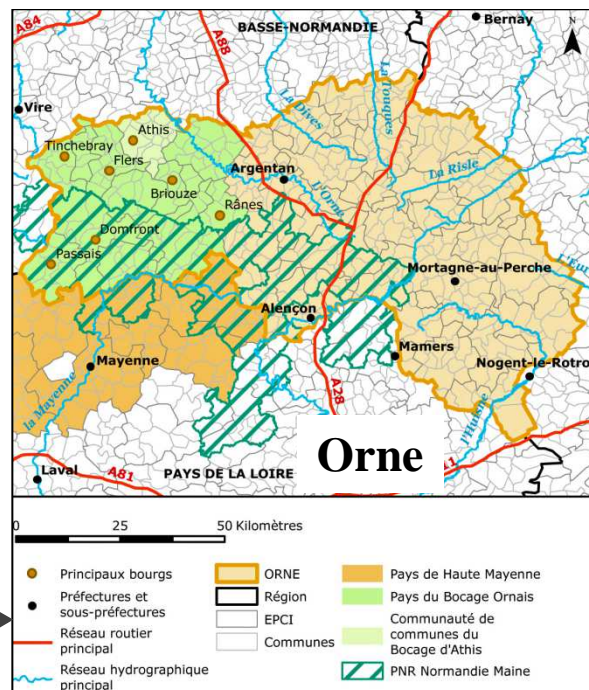 A84
A88
BASSE-NORMANDIE
Bernay
N
Vire
La Dives
La Touques
Athis
Tinchebray
Flers
Argentan
La Risle
Briouze
L'Orne
Rânes
Domfront
Passais
Mortagne-au-Perche
Alençon
Mayenne
Mamers
Nogent-le-Rotro
la Mayenne
A28
l'Huisne
Orne
Laval
A81
PAYS DE LA LOIRE
0 25 50 Kilomètres
Principaux bourgs
Préfectures et
sous-préfectures
Réseau routier
principal
Réseau hydrographique
principal
ORNE
Région
EPCI
Communes
Pays de Haute Mayenne
Pays du Bocage Ornais
Communauté de
communes du
Bocage d'Athis
PNR Normandie Maine